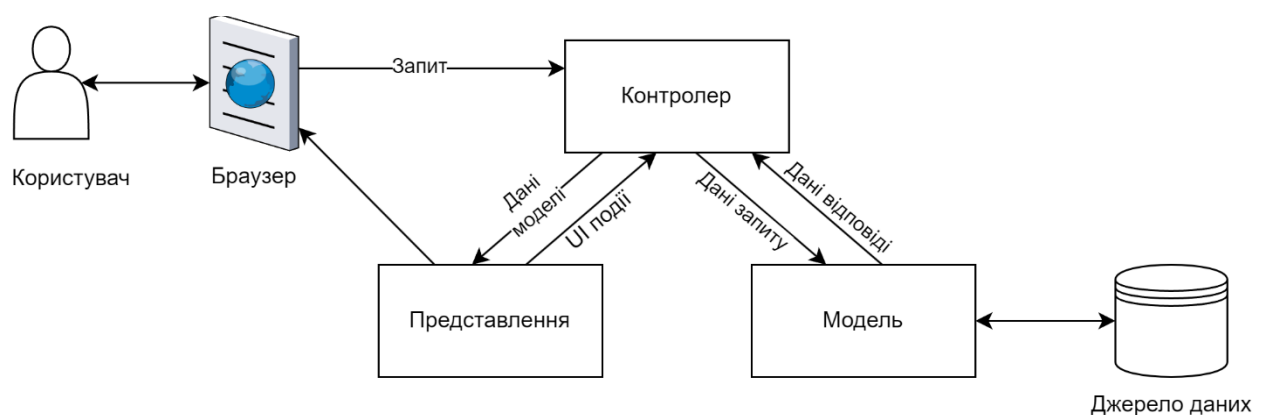 Запит
Контролер
Користувач
Браузер
Дані
моделі
UI події
Дані запиту
Дані відповіді
Представлення
Модель
Джерело даних